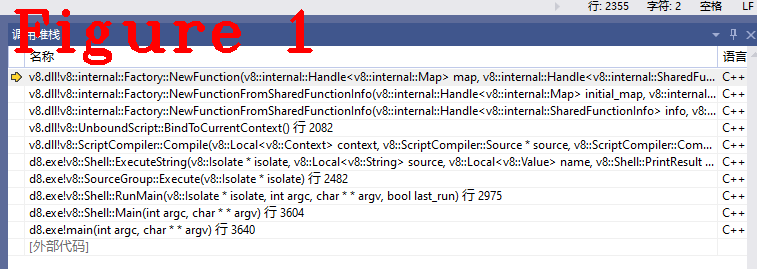 行: 2355 字符: 2 空格 LF
调用堆栈
Figure 1
名称 语言
v8.dll!v8::internal::Factory::NewFunction(v8::internal::Handle<v8::internal::Map> map, v8::internal::Handle<v8::internal::SharedFu... C++
v8.dll!v8::internal::Factory::NewFunctionFromSharedFunctionInfo(v8::internal::Handle<v8::internal::Map> initial_map, v8::internal... C++
v8.dll!v8::internal::Factory::NewFunctionFromSharedFunctionInfo(v8::internal::Handle<v8::internal::SharedFunctionInfo> info, v8::... C++
v8.dll!v8::UnboundScript::BindToCurrentContext() 行 2082 C++
v8.dll!v8::ScriptCompiler::Compile(v8::Local<v8::Context> context, v8::ScriptCompiler::Source * source, v8::ScriptCompiler::Com... C++
d8.exe!v8::Shell::ExecuteString(v8::Isolate * isolate, v8::Local<v8::String> source, v8::Local<v8::Value> name, v8::Shell::PrintResult ... C++
d8.exe!v8::SourceGroup::Execute(v8::Isolate * isolate) 行 2482 C++
d8.exe!v8::Shell::RunMain(v8::Isolate * isolate, int argc, char * * argv, bool last_run) 行 2975 C++
d8.exe!v8::Shell::Main(int argc, char * * argv) 行 3604 C++
d8.exe!main(int argc, char * * argv) 行 3640 C++
[外部代码]